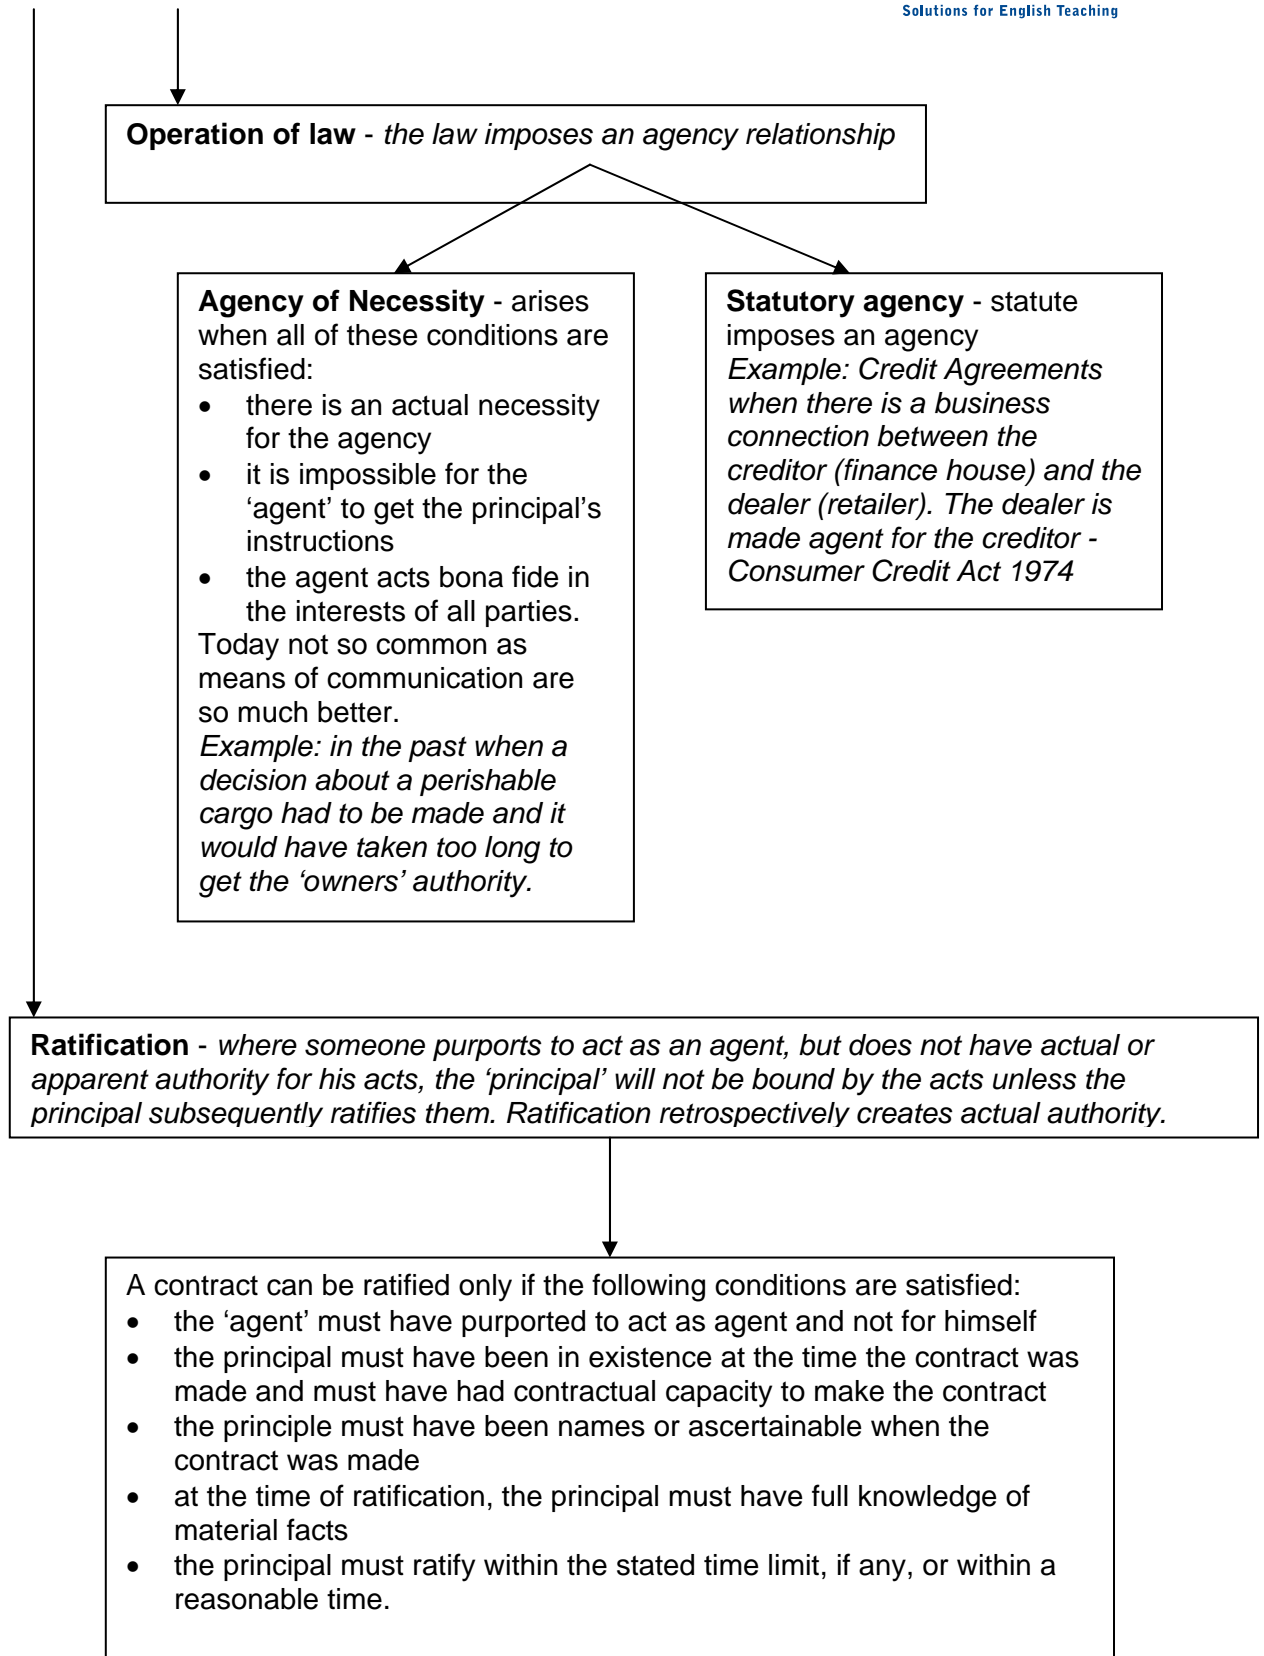 Solutions for English Teaching
Operation of law - the law imposes an agency relationship
Agency of Necessity - arises
when all of these conditions are
satisfied:
• there is an actual necessity
for the agency
• it is impossible for the
‘agent’ to get the principal’s
instructions
• the agent acts bona fide in
the interests of all parties.
Today not so common as
means of communication are
so much better.
Example: in the past when a
decision about a perishable
cargo had to be made and it
would have taken too long to
get the ‘owners’ authority.
Statutory agency - statute
imposes an agency
Example: Credit Agreements
when there is a business
connection between the
creditor (finance house) and the
dealer (retailer). The dealer is
made agent for the creditor -
Consumer Credit Act 1974
Ratification - where someone purports to act as an agent, but does not have actual or
apparent authority for his acts, the ‘principal’ will not be bound by the acts unless the
principal subsequently ratifies them. Ratification retrospectively creates actual authority.
A contract can be ratified only if the following conditions are satisfied:
• the ‘agent’ must have purported to act as agent and not for himself
• the principal must have been in existence at the time the contract was
made and must have had contractual capacity to make the contract
• the principle must have been names or ascertainable when the
contract was made
• at the time of ratification, the principal must have full knowledge of
material facts
• the principal must ratify within the stated time limit, if any, or within a
reasonable time.